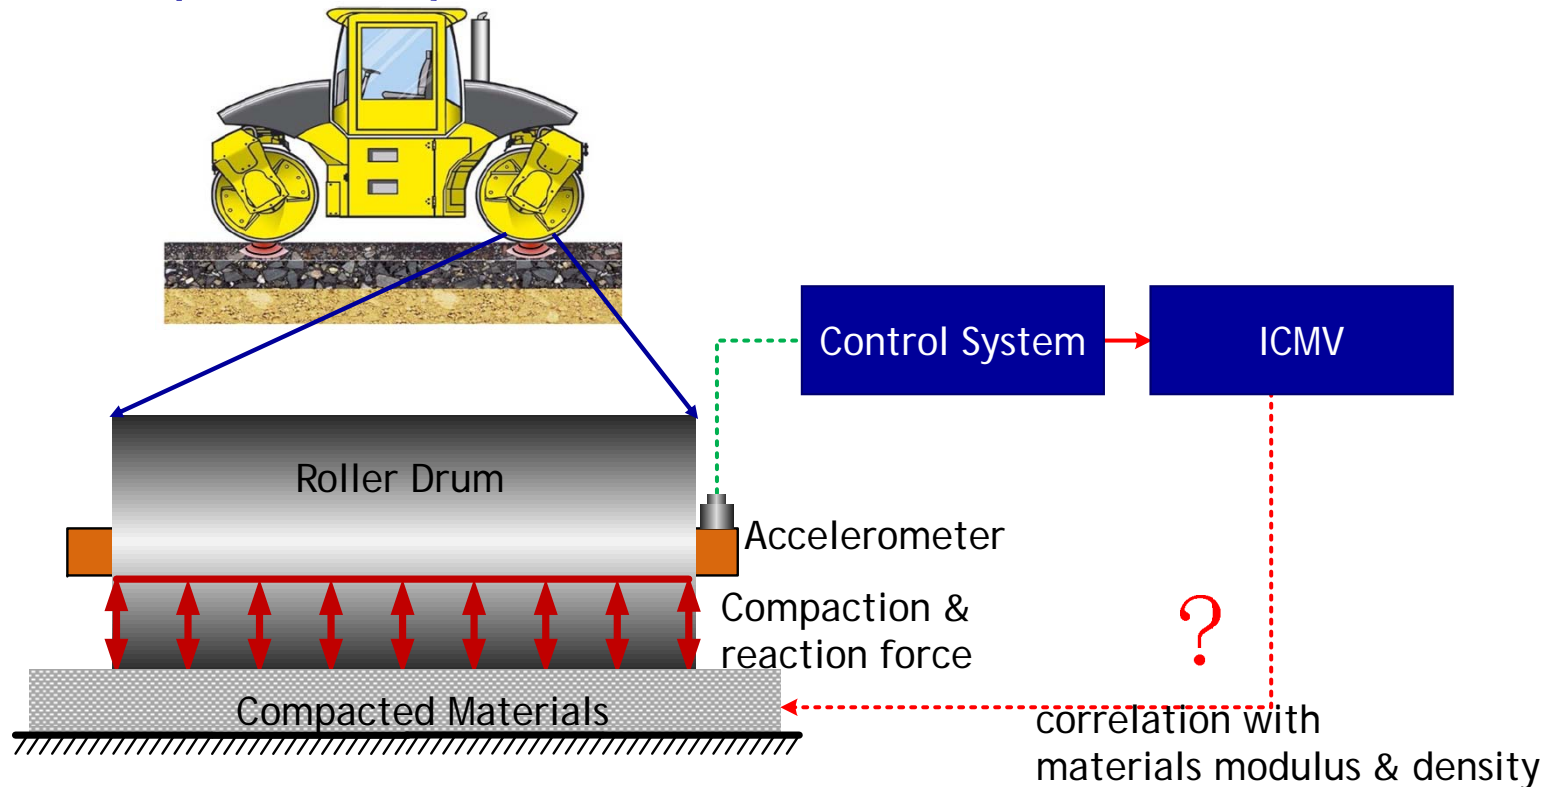 Control System
ICMV
Roller Drum
Accelerometer
Compaction &
reaction force
?
Compacted Materials
correlation with
materials modulus & density